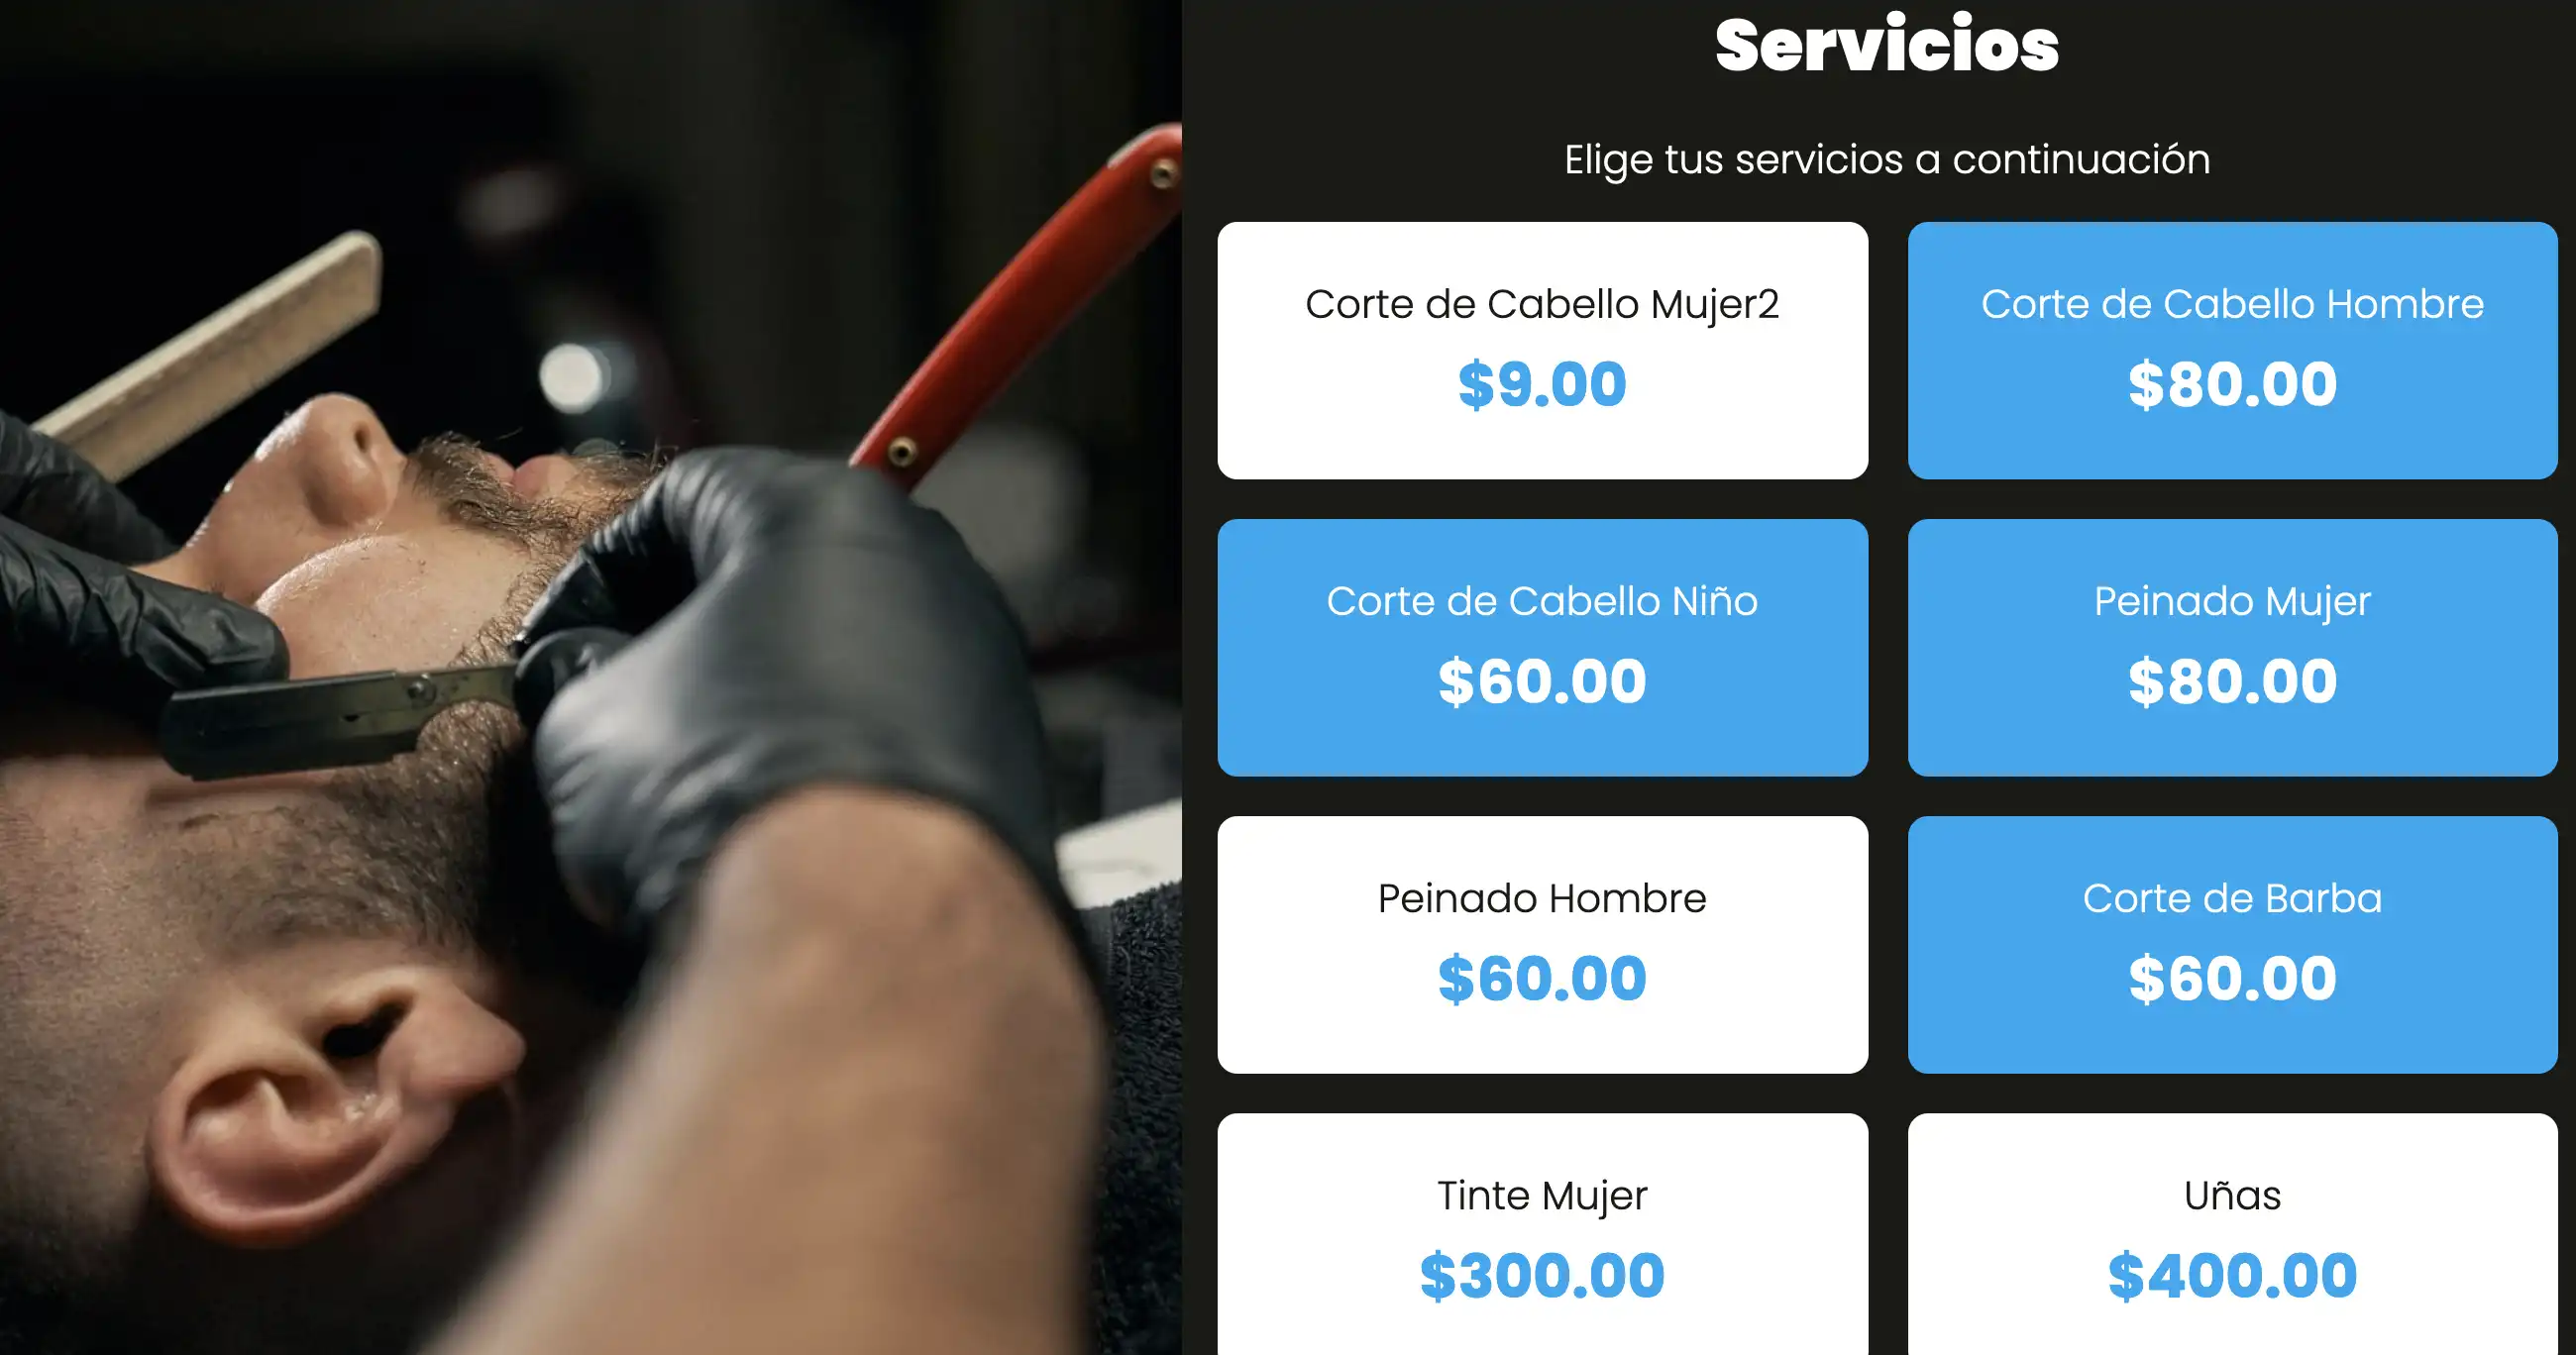 Servicios
Elige tus servicios a continuación
Corte de Cabello Mujer2
$9.00
Corte de Cabello Hombre
$80.00
Corte de Cabello Niño
$60.00
Peinado Mujer
$80.00
Peinado Hombre
$60.00
Corte de Barba
$60.00
Tinte Mujer
$300.00
Uñas
$400.00